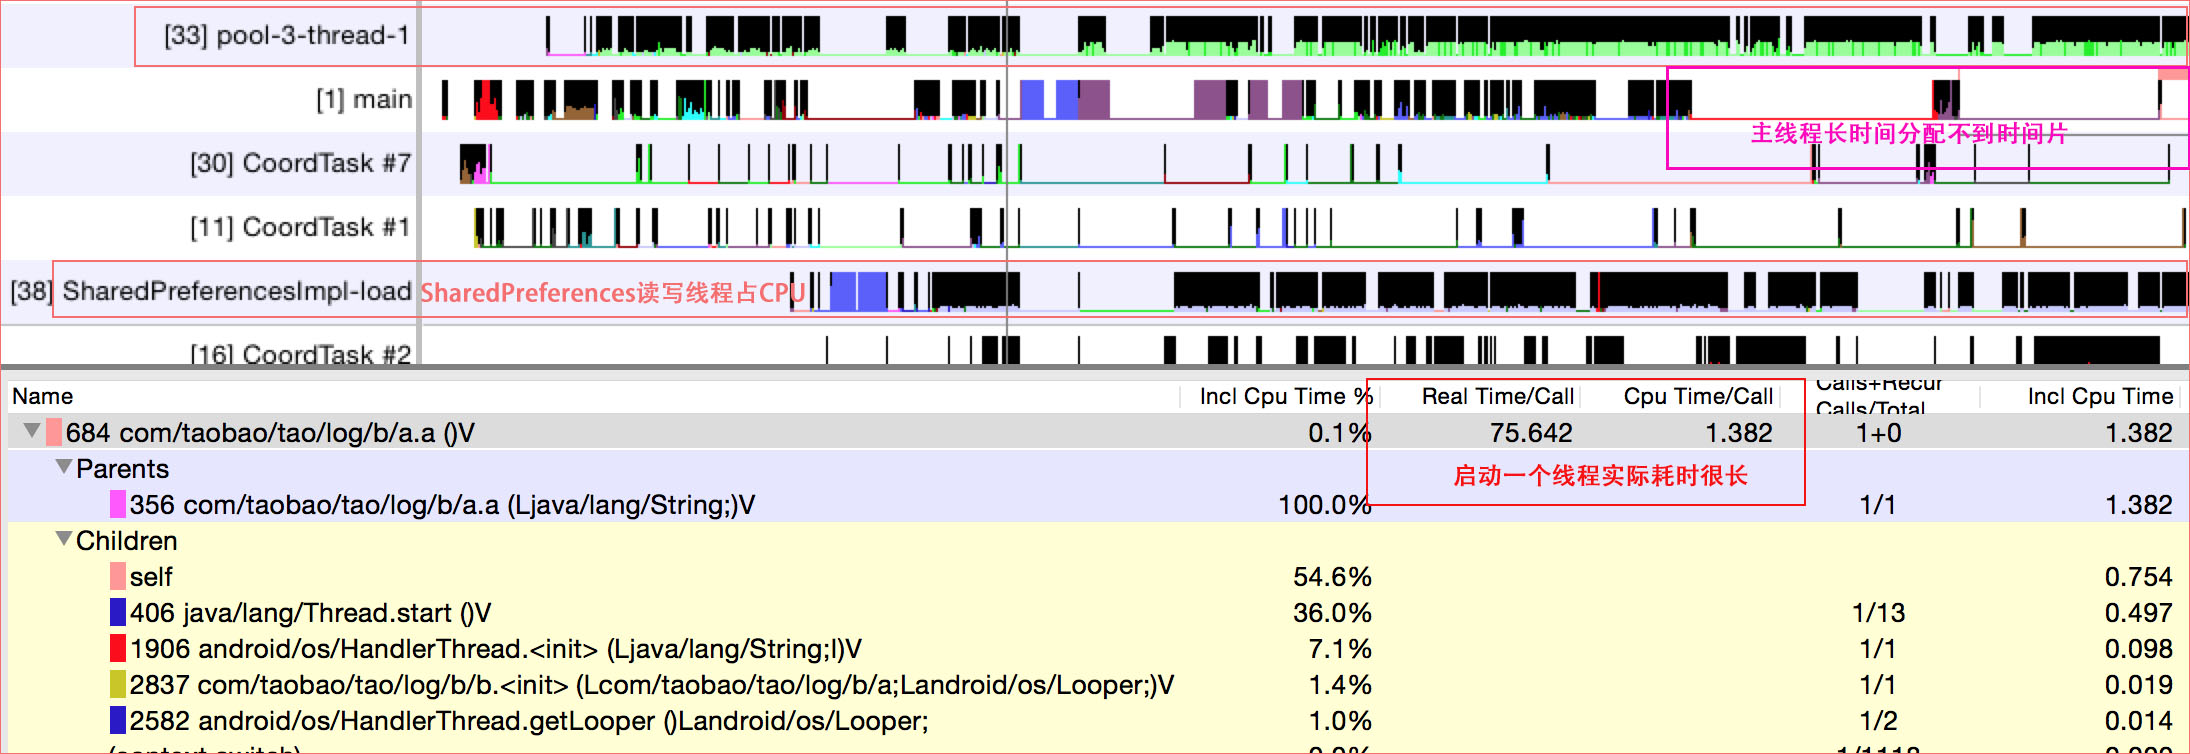 [33] pool-3-thread-1
[1] main
主线程长时间分配不到时间片
[30] CoordTask #7
[11] CoordTask #1
[38] SharedPreferencesImpl-load
SharedPreferences读写线程占CPU
[16] CoordTask #2
Name Incl Cpu Time % Real Time/Call Cpu Time/Call Calls+Recur Incl Cpu Time
Calls/Total
684 com/taobao/tao/log/b/a.a ()V 0.1% 75.642 1.382 1+0 1.382
Parents
启动一个线程实际耗时很长
356 com/taobao/tao/log/b/a.a (Ljava/lang/String;)V 100.0% 1/1 1.382
Children
self 54.6% 0.754
406 java/lang/Thread.start ()V 36.0% 1/13 0.497
1906 android/os/HandlerThread.<init> (Ljava/lang/String;I)V 7.1% 1/1 0.098
2837 com/taobao/tao/log/b/b.<init> (Lcom/taobao/tao/log/b/a;Landroid/os/Looper;)V 1.4% 1/1 0.019
2582 android/os/HandlerThread.getLooper ()Landroid/os/Looper; 1.0% 1/2 0.014
(context switch)